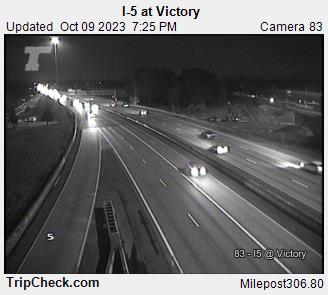 I-5 at Victory
Updated Oct 09 2023 7:25 PM Camera 83
T
S
83 - I5 @ Victory
TripCheck.com Milepost306.80